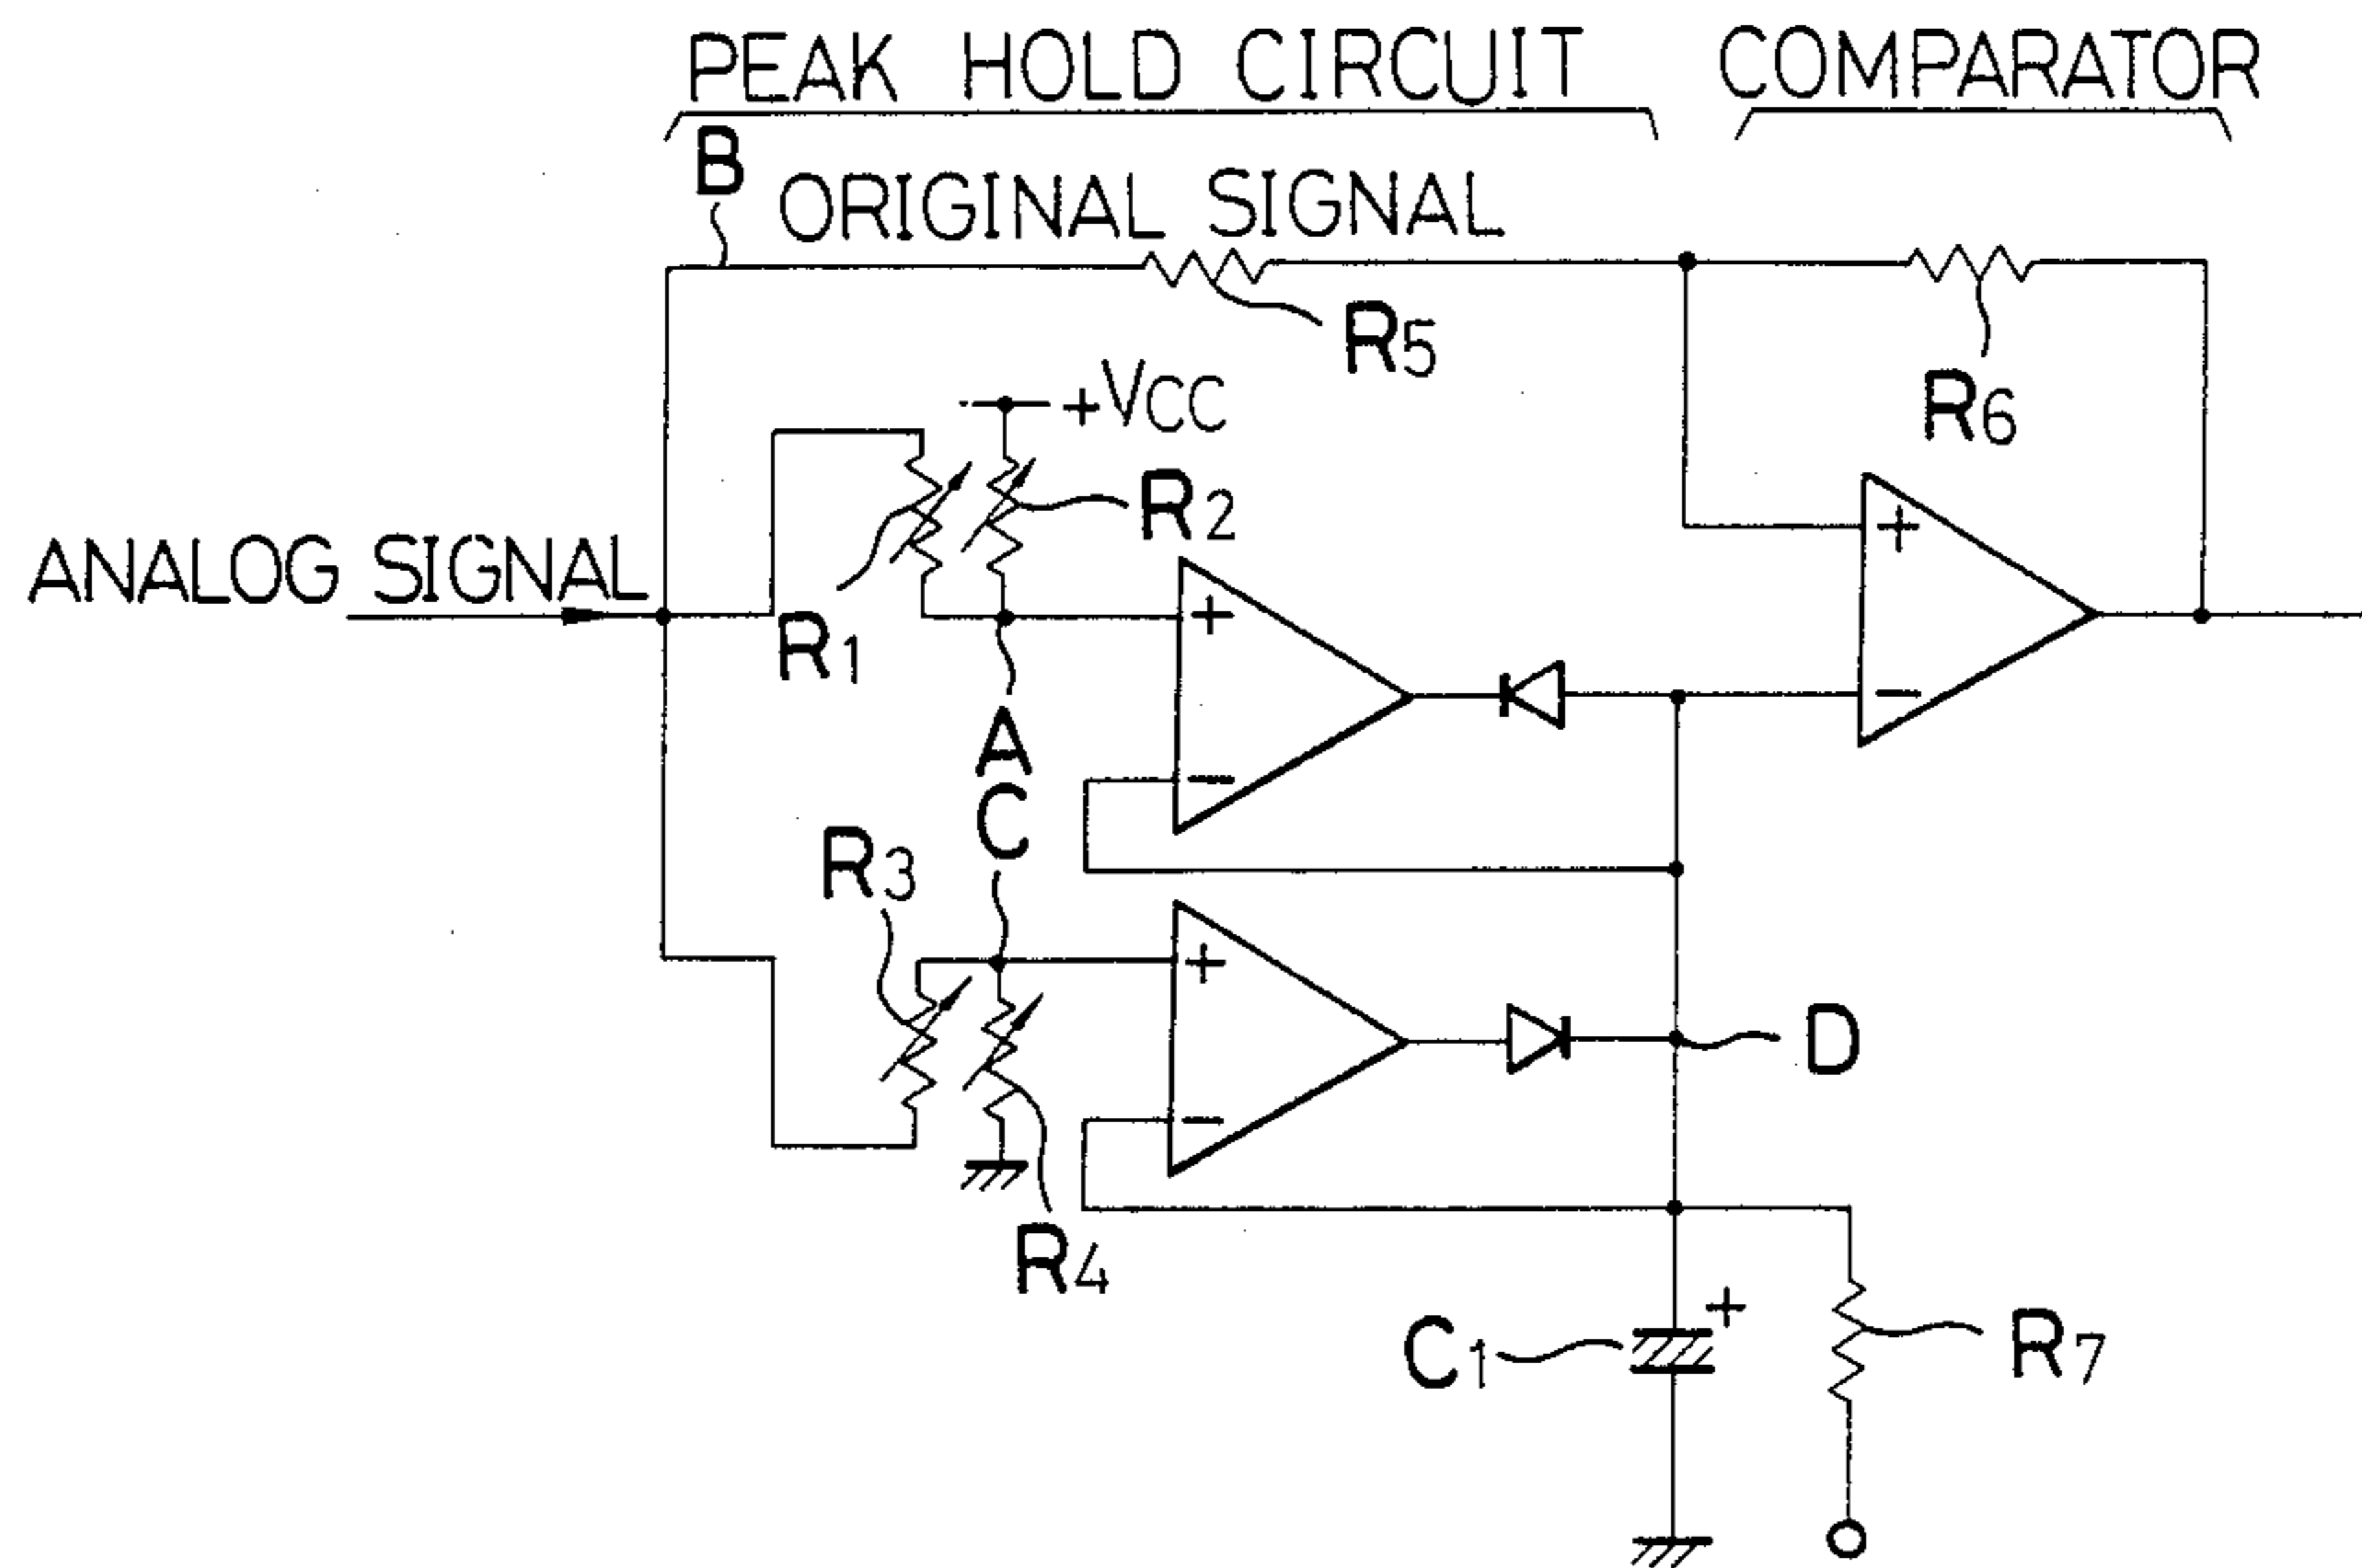 PEAK HOLD CIRCUIT
COMPARATOR
B
ORIGINAL SIGNAL
R5
+VCC
R6
R2
ANALOG SIGNAL
+
R1
+
A
-
-
C
R3
+
D
-
R4
+
C1
R7